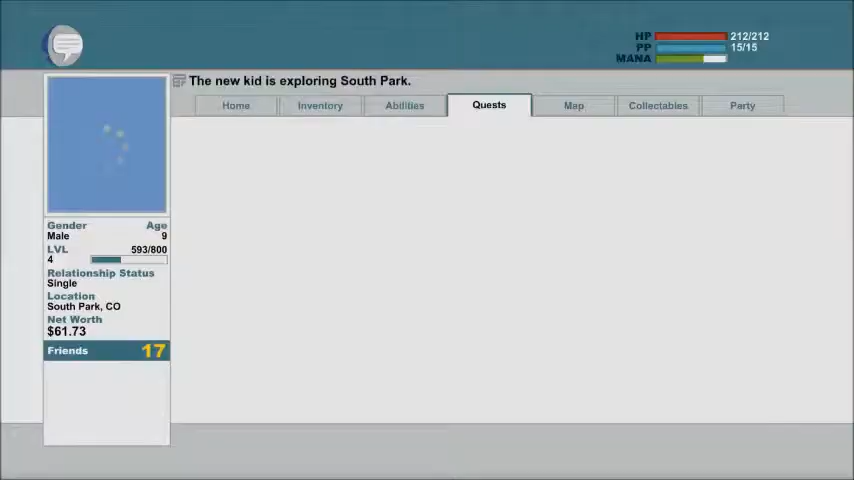 HP 212/212
PP 15/15
MANA
The new kid is exploring South Park.
Home Inventory Abilities Quests Map Collectables Party
Gender Age
Male 9
LVL 593/800
4
Relationship Status
Single
Location
South Park, CO
Net Worth
$61.73
Friends 17